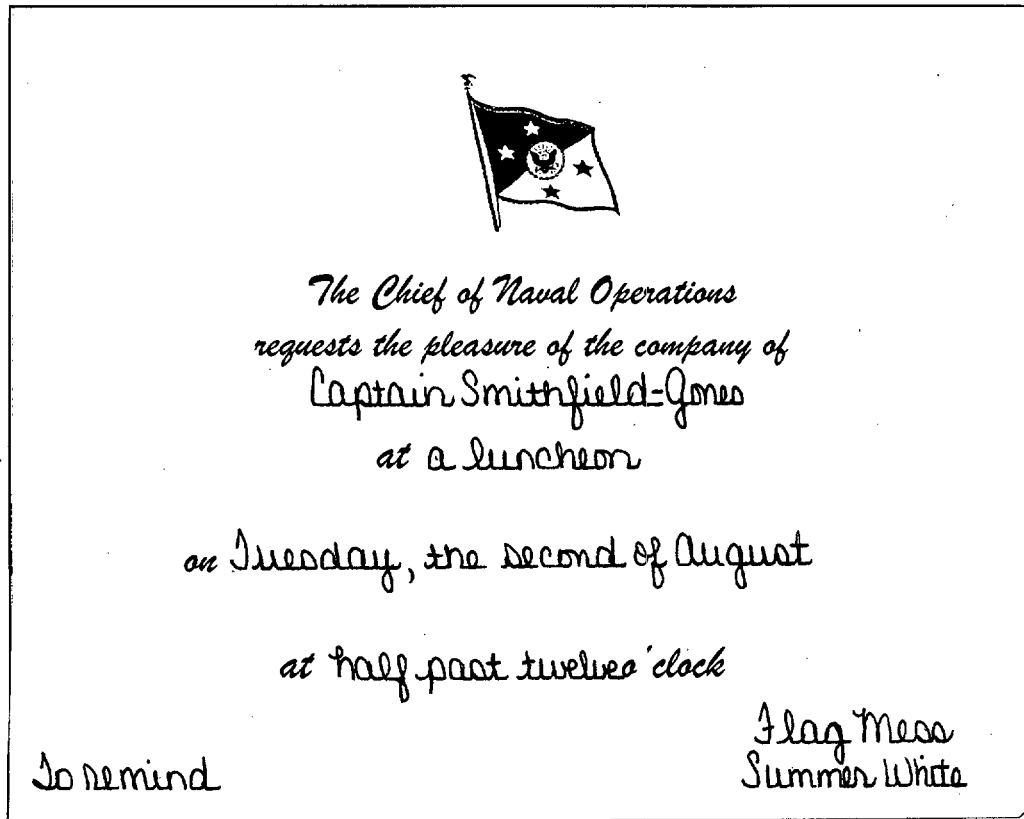 The Chief of Naval Operations
requests the pleasure of the company of
Captain Smithfield-Jones
at a luncheon
on Tuesday, the second of August
at half past twelve o'clock
Flag Mess
To remind Summer White